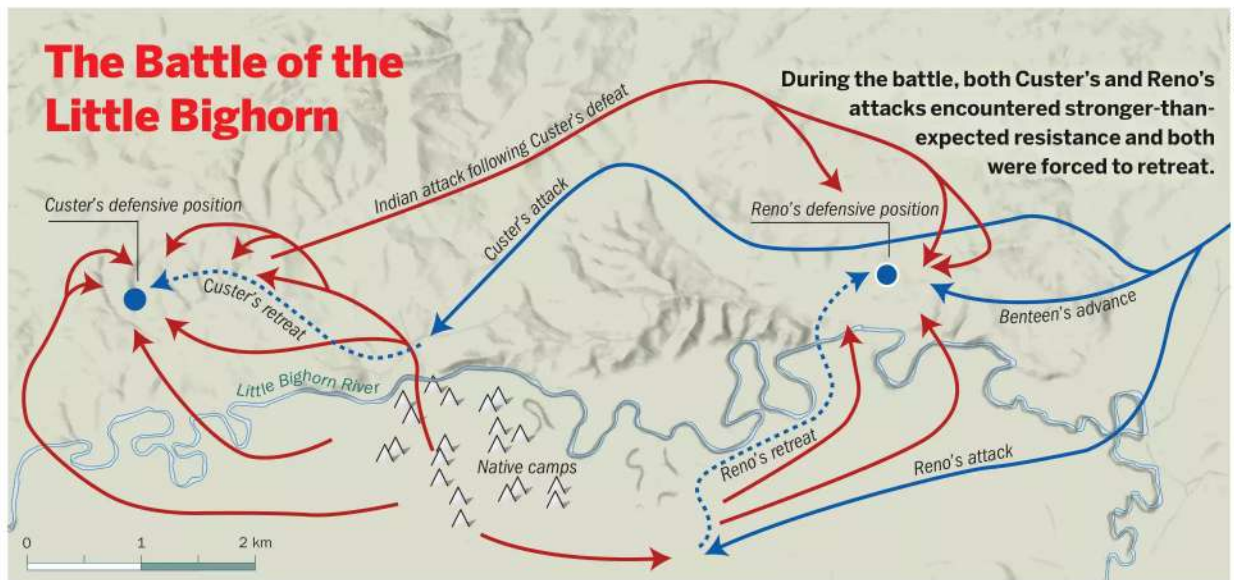 The Battle of the
Little Bighorn
During the battle, both Custer's and Reno's
attacks encountered stronger-than-
expected resistance and both
were forced to retreat.
Indian attack following Custer's defeat
Custer's attack
Custer's defensive position
Reno's defensive position
Custer's retreat
Benteen's advance
Little Bighorn River
Native camps
Reno's retreat
Reno's attack
0 1 2 km